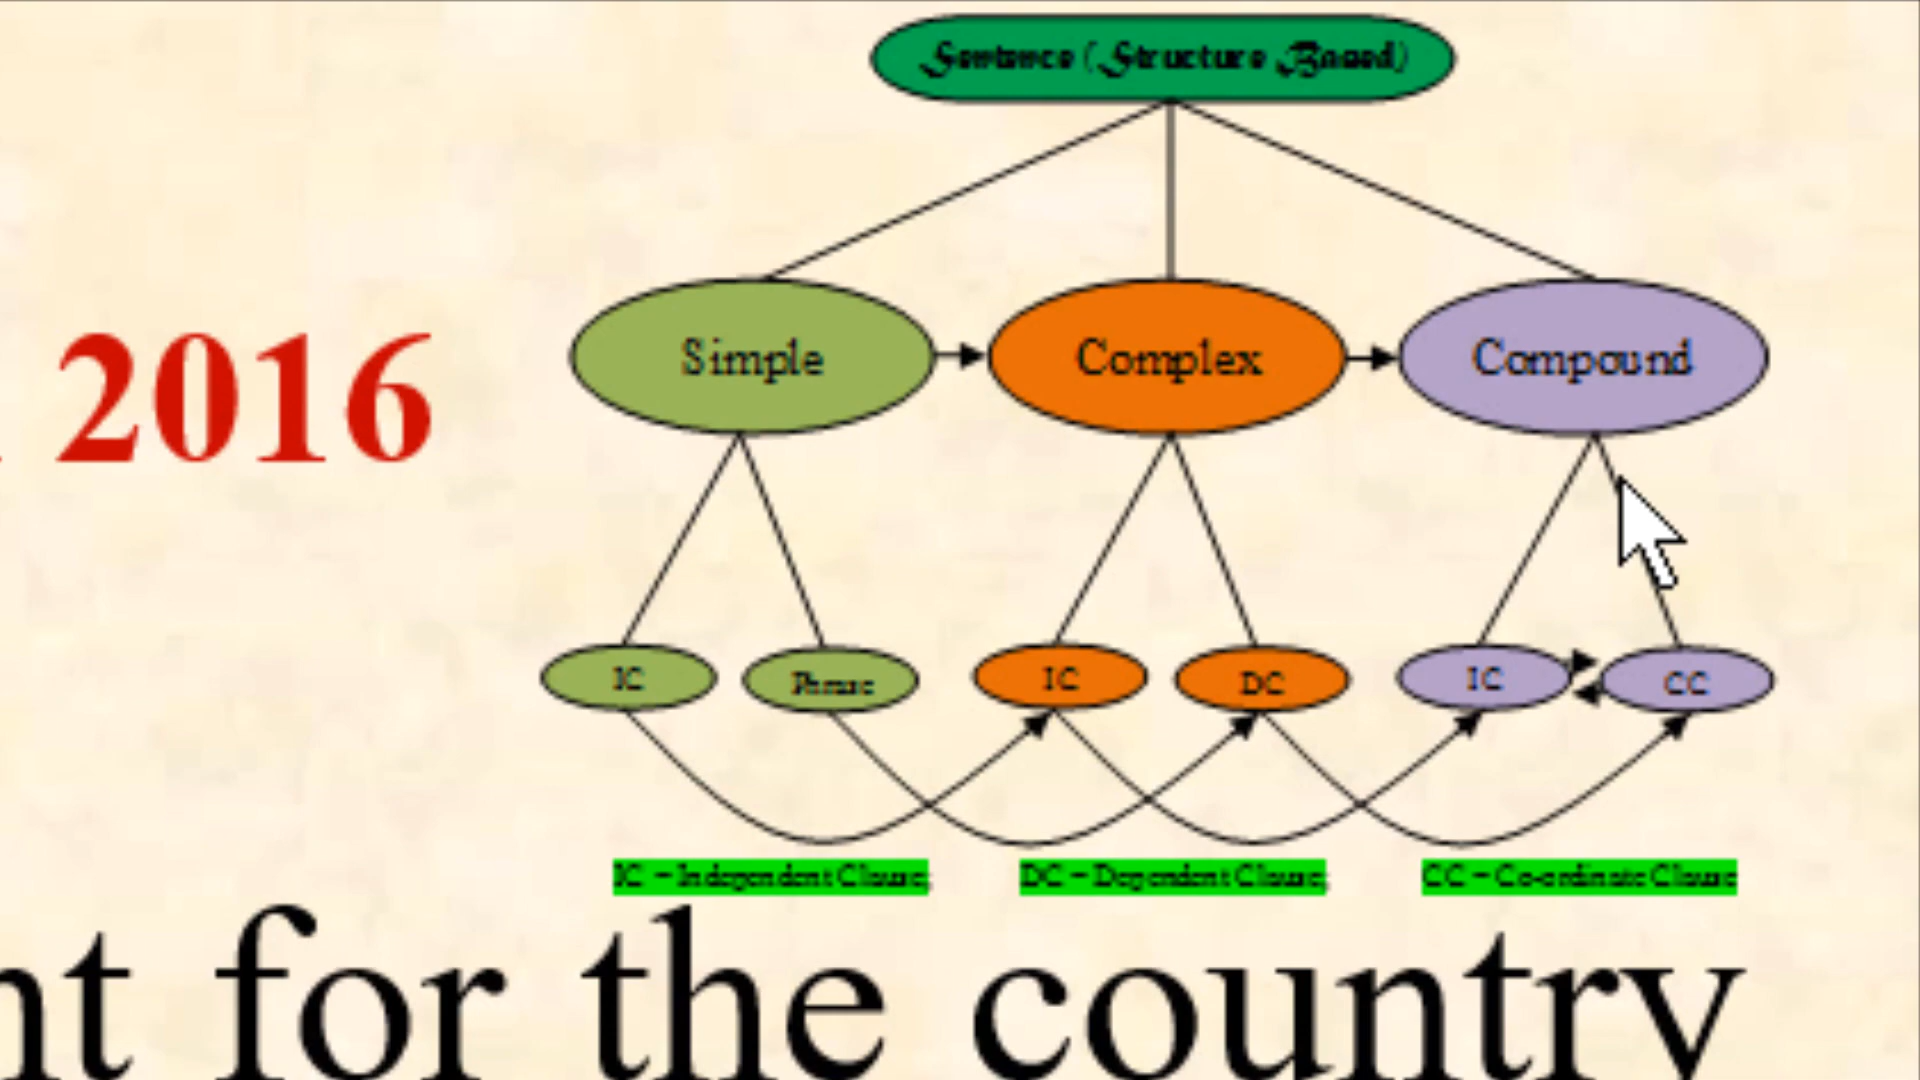 Sentence (Structure Based)
2016
Simple
Complex
Compound
IC
Phrase
IC
DC
IC
CC
IC – Independent Clause;
DC – Dependent Clause;
CC – Co-ordinate Clause
for the country